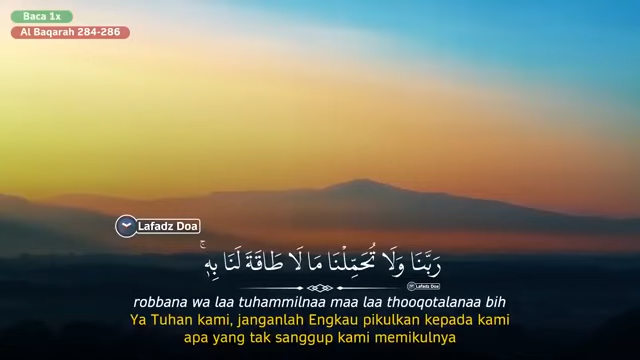 Baca 1x
Al Baqarah 284-286
Lafadz Doa
رَبَّنَا وَلَا تُحَمِّلْنَا مَا لَا طَاقَةَ لَنَا بِهٖۚ
Lafadz Doa
robbana wa laa tuhammilnaa maa laa thooqotalanaa bih
Ya Tuhan kami, janganlah Engkau pikulkan kepada kami
apa yang tak sanggup kami memikulnya